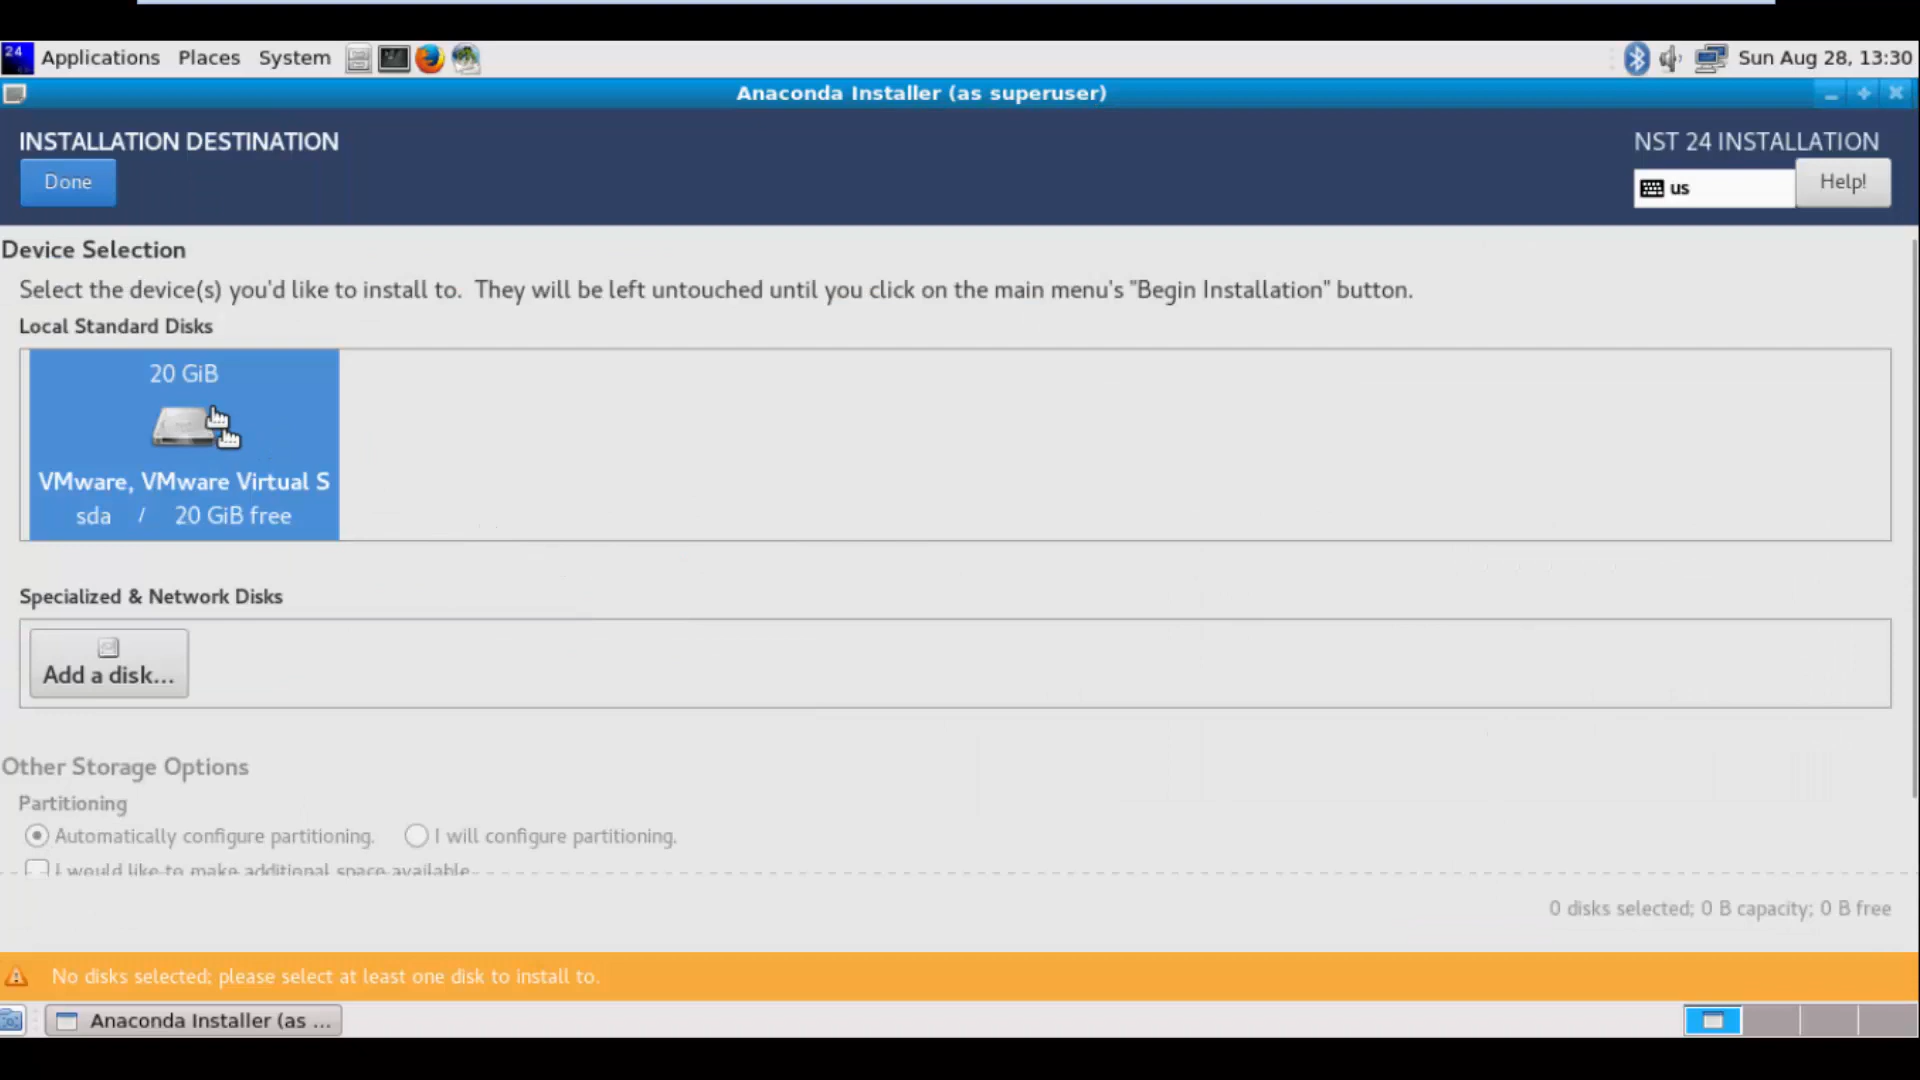 24 Applications Places System Sun Aug 28, 13:30
Anaconda Installer (as superuser)
INSTALLATION DESTINATION NST 24 INSTALLATION
Done us Help!
Device Selection
Select the device(s) you'd like to install to. They will be left untouched until you click on the main menu's "Begin Installation" button.
Local Standard Disks
20 GiB
VMware, VMware Virtual S
sda / 20 GiB free
Specialized & Network Disks
Add a disk...
Other Storage Options
Partitioning
Automatically configure partitioning. I will configure partitioning.
I would like to make additional space available
0 disks selected; 0 B capacity; 0 B free
No disks selected; please select at least one disk to install to.
Anaconda Installer (as ...